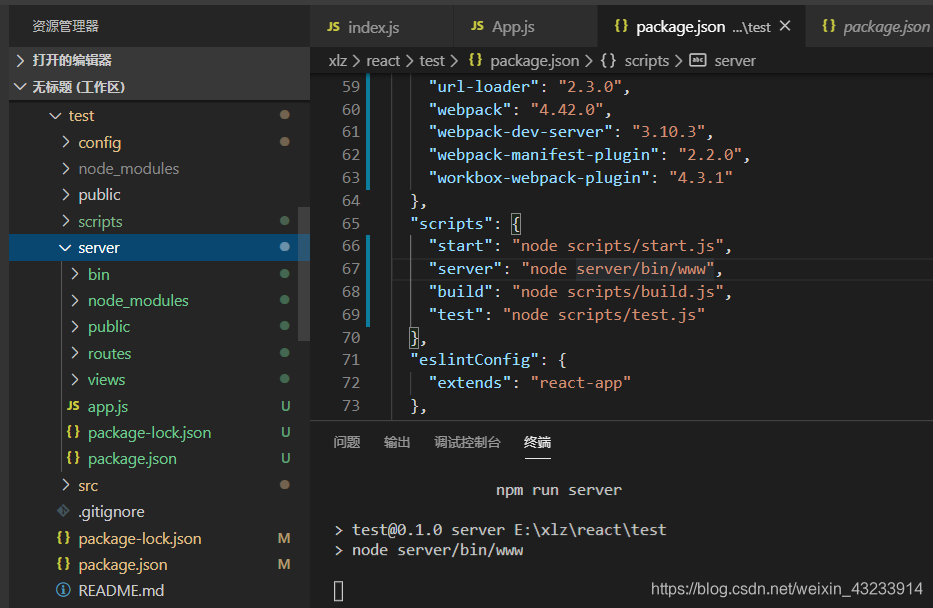 资源管理器
打开的编辑器
无标题 (工作区)
test
config
node_modules
public
scripts
server
bin
node_modules
public
routes
views
JS app.js U
{} package-lock.json U
{} package.json U
src
.gitignore
{} package-lock.json M
{} package.json M
README.md
JS index.js
JS App.js
{} package.json ...\test
{} package.json
xlz > react > test > {} package.json > {} scripts > abc server
59 "url-loader": "2.3.0",
60 "webpack": "4.42.0",
61 "webpack-dev-server": "3.10.3",
62 "webpack-manifest-plugin": "2.2.0",
63 "workbox-webpack-plugin": "4.3.1"
64 },
65 "scripts": {
66 "start": "node scripts/start.js",
67 "server": "node server/bin/www",
68 "build": "node scripts/build.js",
69 "test": "node scripts/test.js"
70 },
71 "eslintConfig": {
72 "extends": "react-app"
73 },
问题 输出 调试控制台 终端
npm run server
> test@0.1.0 server E:\xlz\react\test
> node server/bin/www
https://blog.csdn.net/weixin_43233914